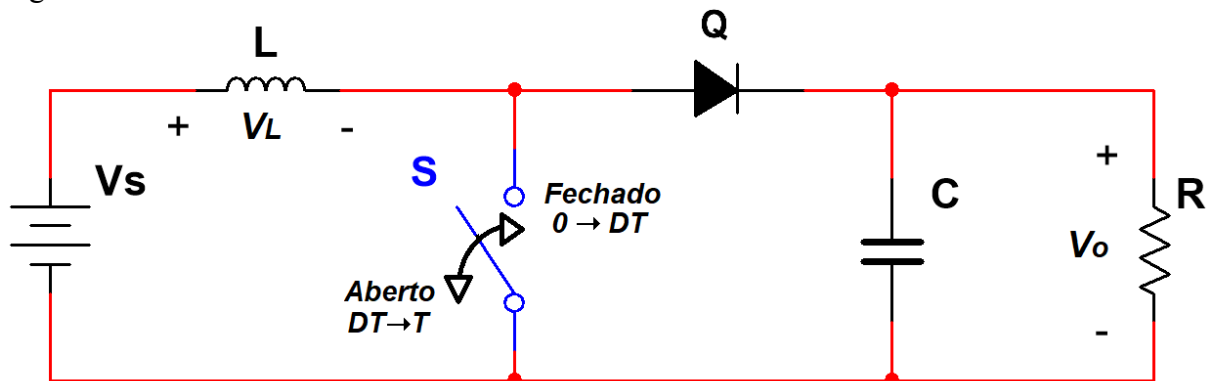 Q
L
+ VL -
Vs
S
Fechado
0 → DT
Aberto
DT→T
C
+
Vo
-
R